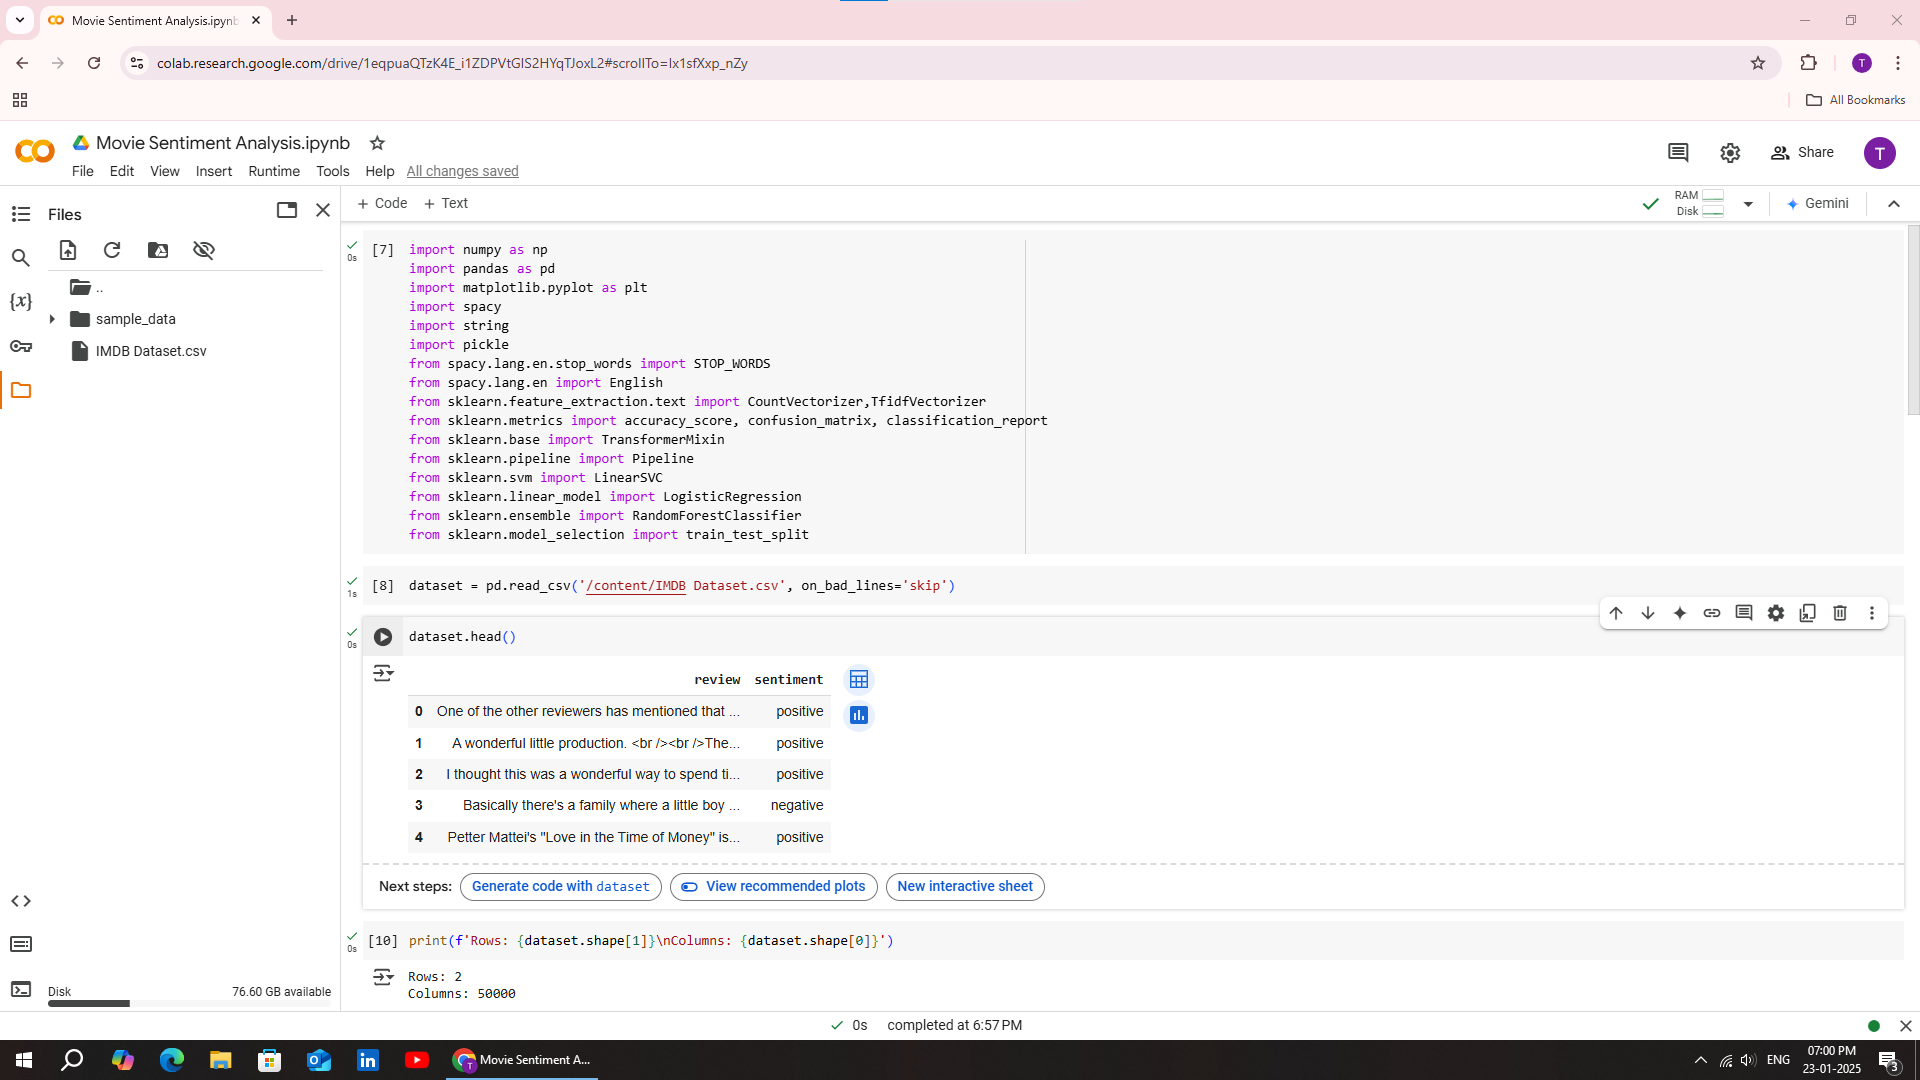 Movie Sentiment Analysis.ipynb
colab.research.google.com/drive/1eqpuaQTzK4E_i1ZDPVtGlS2HYqTJoxL2#scrollTo=Ix1sfXxp_nZy
T
All Bookmarks
Movie Sentiment Analysis.ipynb
File Edit View Insert Runtime Tools Help All changes saved
Share
T
Files
+ Code + Text
RAM
Disk
Gemini
..
sample_data
IMDB Dataset.csv
{x}
0s
[7] import numpy as np
import pandas as pd
import matplotlib.pyplot as plt
import spacy
import string
import pickle
from spacy.lang.en.stop_words import STOP_WORDS
from spacy.lang.en import English
from sklearn.feature_extraction.text import CountVectorizer,TfidfVectorizer
from sklearn.metrics import accuracy_score, confusion_matrix, classification_report
from sklearn.base import TransformerMixin
from sklearn.pipeline import Pipeline
from sklearn.svm import LinearSVC
from sklearn.linear_model import LogisticRegression
from sklearn.ensemble import RandomForestClassifier
from sklearn.model_selection import train_test_split
1s
[8] dataset = pd.read_csv('/content/IMDB Dataset.csv', on_bad_lines='skip')
0s
dataset.head()
review sentiment
0 One of the other reviewers has mentioned that ... positive
1 A wonderful little production. <br /><br />The... positive
2 I thought this was a wonderful way to spend ti... positive
3 Basically there's a family where a little boy ... negative
4 Petter Mattei's "Love in the Time of Money" is... positive
Next steps: Generate code with dataset View recommended plots New interactive sheet
0s
[10] print(f'Rows: {dataset.shape[1]}\nColumns: {dataset.shape[0]}')
Rows: 2
Columns: 50000
Disk 76.60 GB available
0s completed at 6:57 PM
Movie Sentiment A...
ENG
07:00 PM
23-01-2025
3